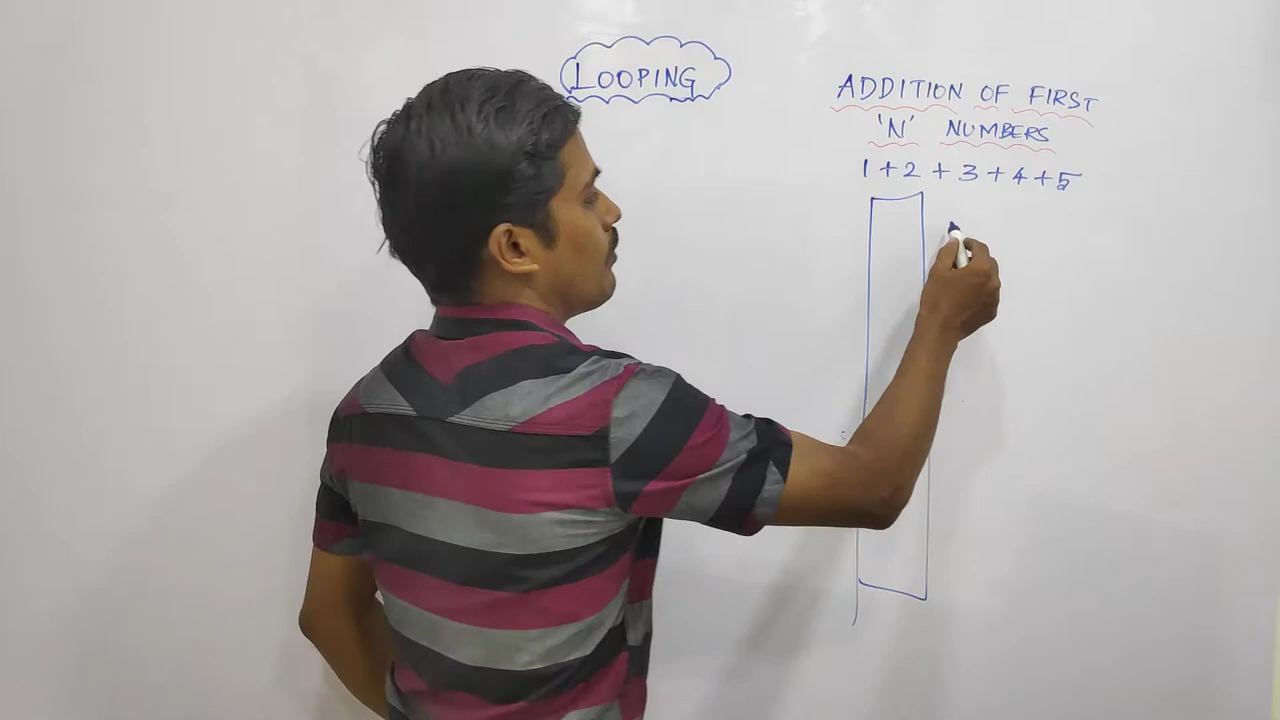 LOOPING
ADDITION OF FIRST
'N' NUMBERS
1 + 2 + 3 + 4 + 5